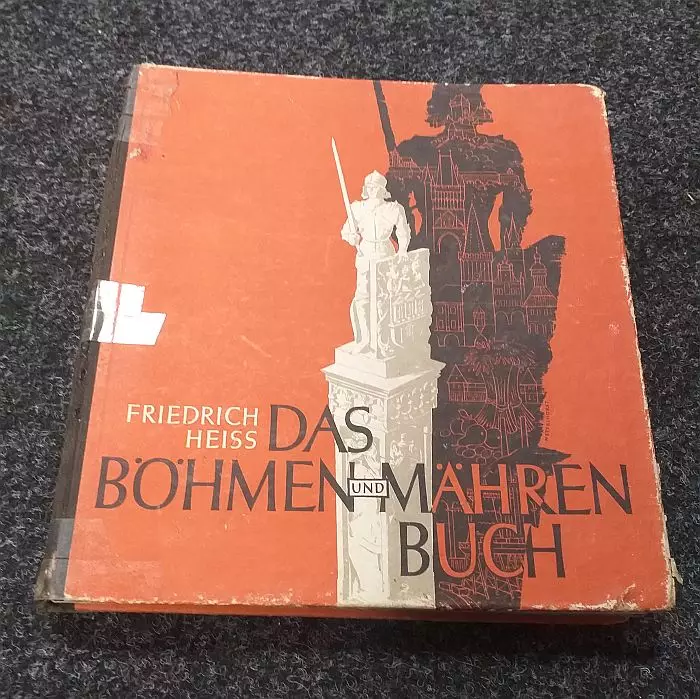 FRIEDRICH
HEISS
DAS
BÖHMEN UND MÄHREN
BUCH